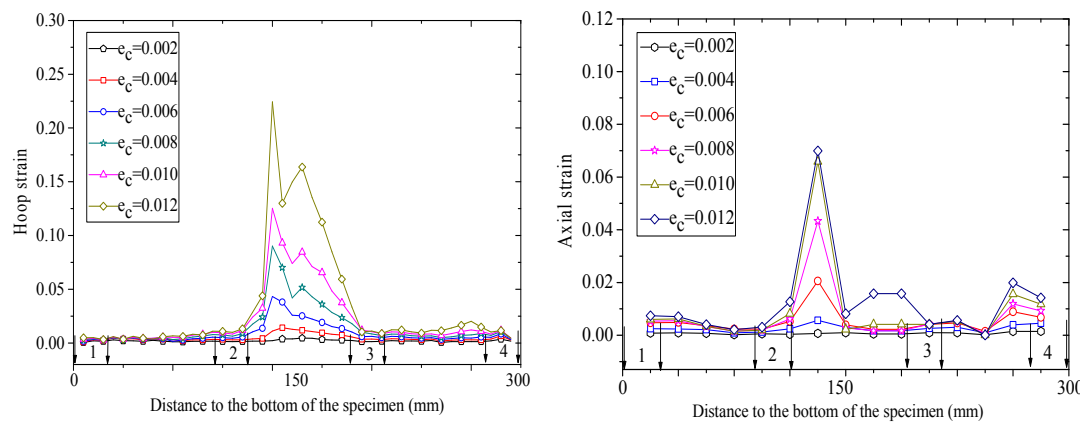 0.30
0.25
0.20
0.15
0.10
0.05
0.00
Hoop strain
e_c=0.002
e_c=0.004
e_c=0.006
e_c=0.008
e_c=0.010
e_c=0.012
1
2
3
4
0
150
300
Distance to the bottom of the specimen (mm)
0.12
0.10
0.08
0.06
0.04
0.02
0.00
Axial strain
e_c=0.002
e_c=0.004
e_c=0.006
e_c=0.008
e_c=0.010
e_c=0.012
1
2
3
4
0
150
300
Distance to the bottom of the specimen (mm)